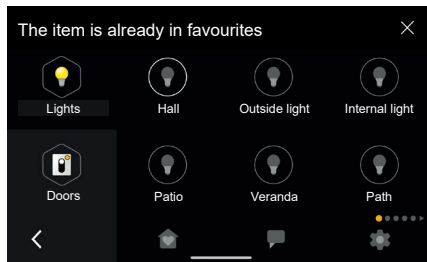 The item is already in favourites
Lights Hall Outside light Internal light
Doors Patio Veranda Path